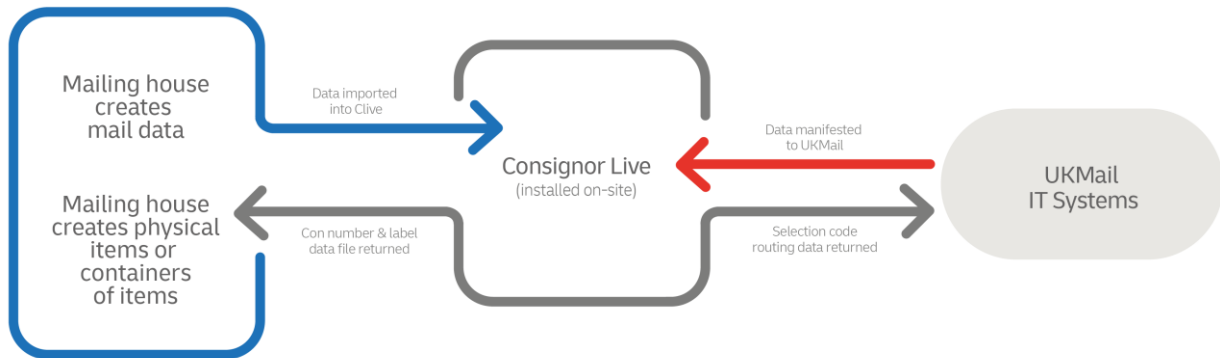 Mailing house
creates
mail data
Data imported
into Clive
Mailing house
creates physical
items or
containers
of items
Con number & label
data file returned
Consignor Live
(installed on-site)
Data manifested
to UKMail
Selection code
routing data returned
UKMail
IT Systems